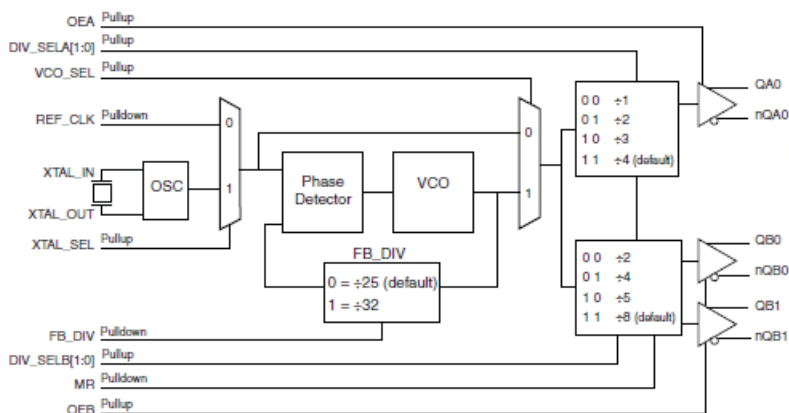 OEA Pullup
DIV_SELA[1:0] Pullup
VCO_SEL Pullup
REF_CLK Pulldown
XTAL_IN
XTAL_OUT
OSC
XTAL_SEL Pullup
0
1
Phase
Detector
VCO
FB_DIV
0 = ÷25 (default)
1 = ÷32
0
1
0 0 ÷1
0 1 ÷2
1 0 ÷3
1 1 ÷4 (default)
QA0
nQA0
0 0 ÷2
0 1 ÷4
1 0 ÷5
1 1 ÷8 (default)
QB0
nQB0
QB1
nQB1
FB_DIV Pulldown
DIV_SELB[1:0] Pullup
MR Pulldown
OEB Pullup